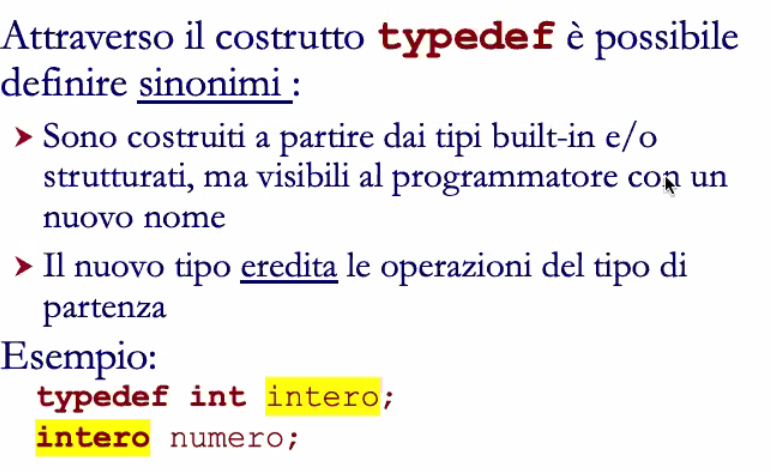 Attraverso il costrutto typedef è possibile
definire sinonimi :
➤ Sono costruiti a partire dai tipi built-in e/o
strutturati, ma visibili al programmatore con un
nuovo nome
➤ Il nuovo tipo eredita le operazioni del tipo di
partenza
Esempio:
typedef int intero;
intero numero;